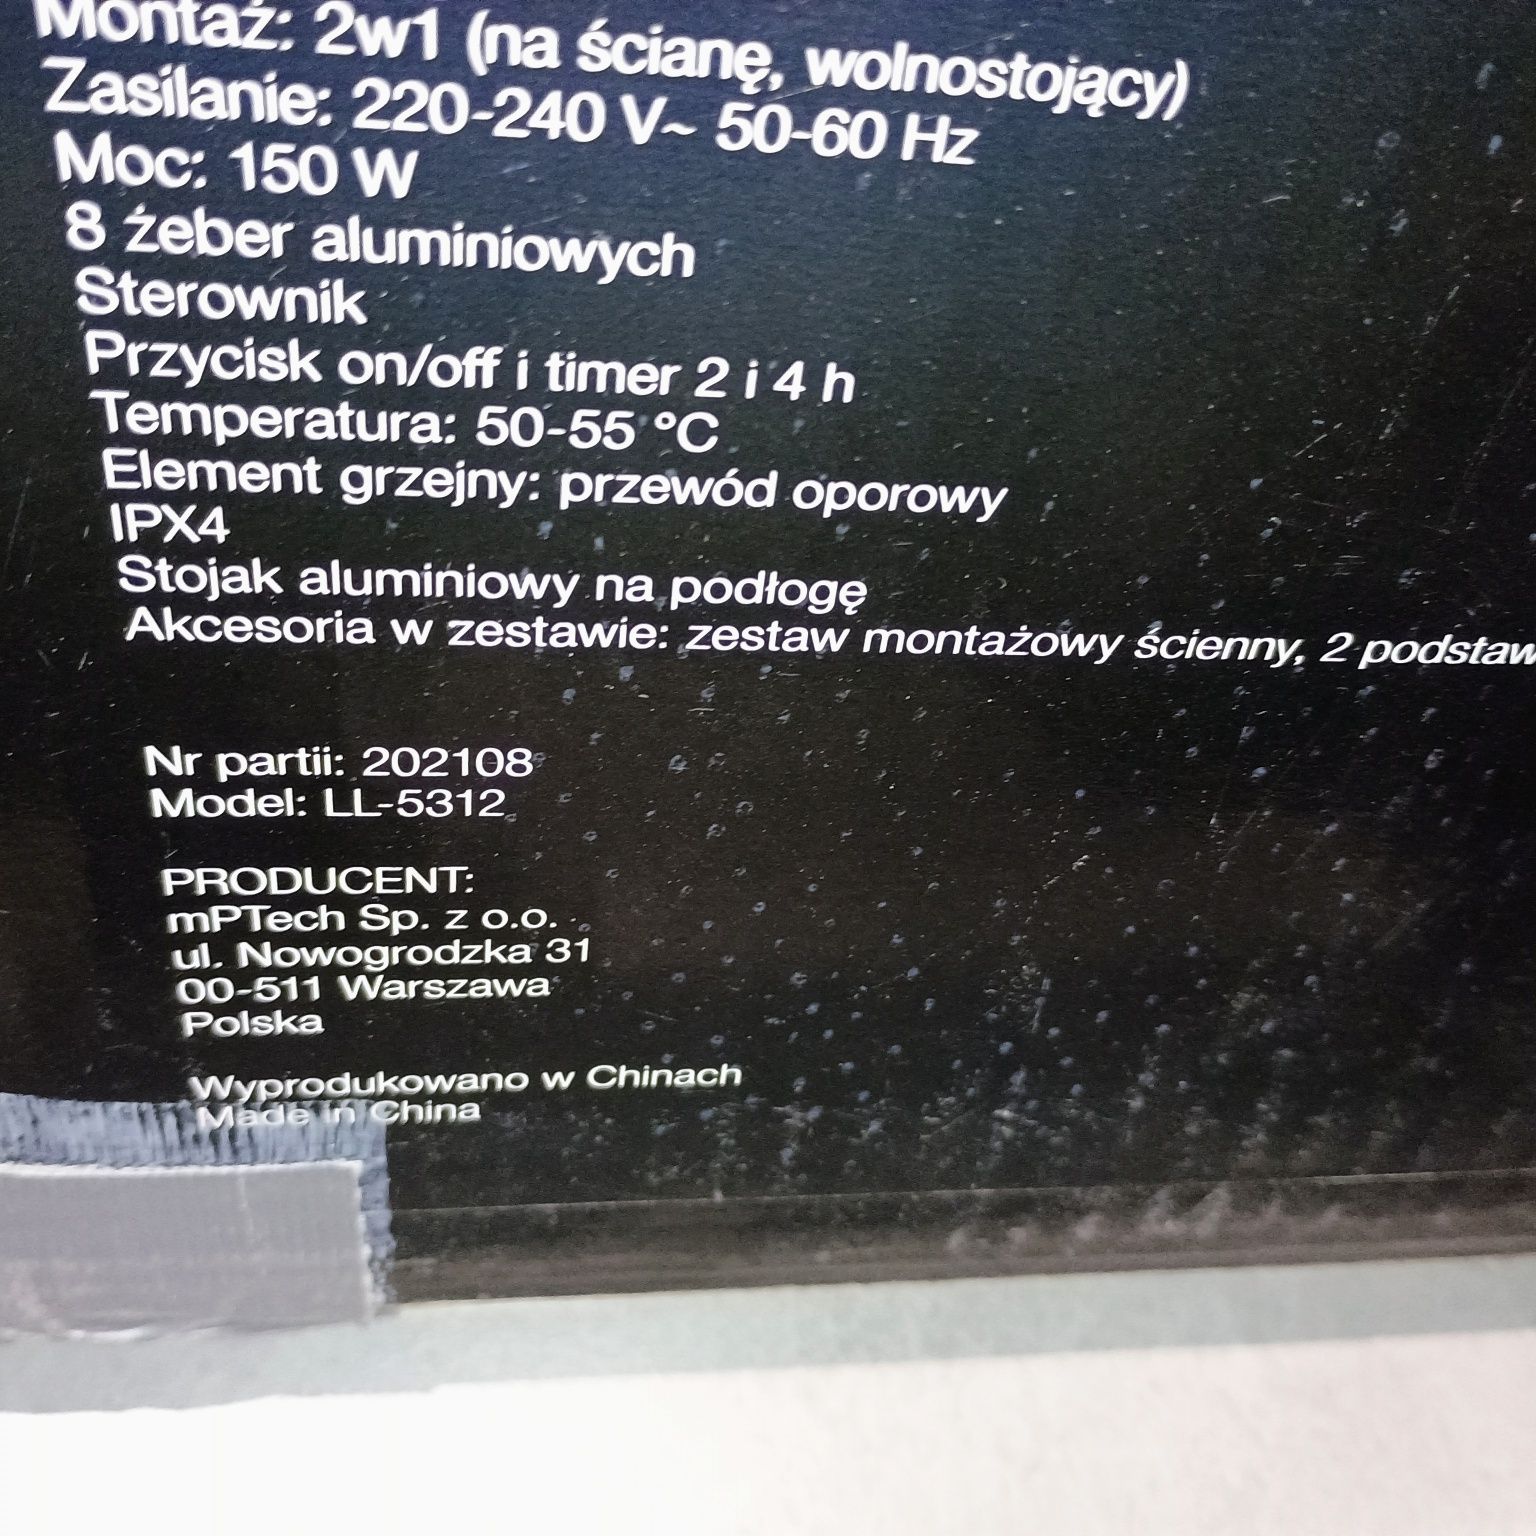 Montaż: 2w1 (na ścianę, wolnostojący)
Zasilanie: 220-240 V~ 50-60 Hz
Moc: 150 W
8 żeber aluminiowych
Sterownik
Przycisk on/off i timer 2 i 4 h
Temperatura: 50-55 °C
Element grzejny: przewód oporowy
IPX4
Stojak aluminiowy na podłogę
Akcesoria w zestawie: zestaw montażowy ścienny, 2 podstaw
Nr partii: 202108
Model: LL-5312
PRODUCENT:
mPTech Sp. z o.o.
ul. Nowogrodzka 31
00-511 Warszawa
Polska
Wyprodukowano w Chinach
Made in China